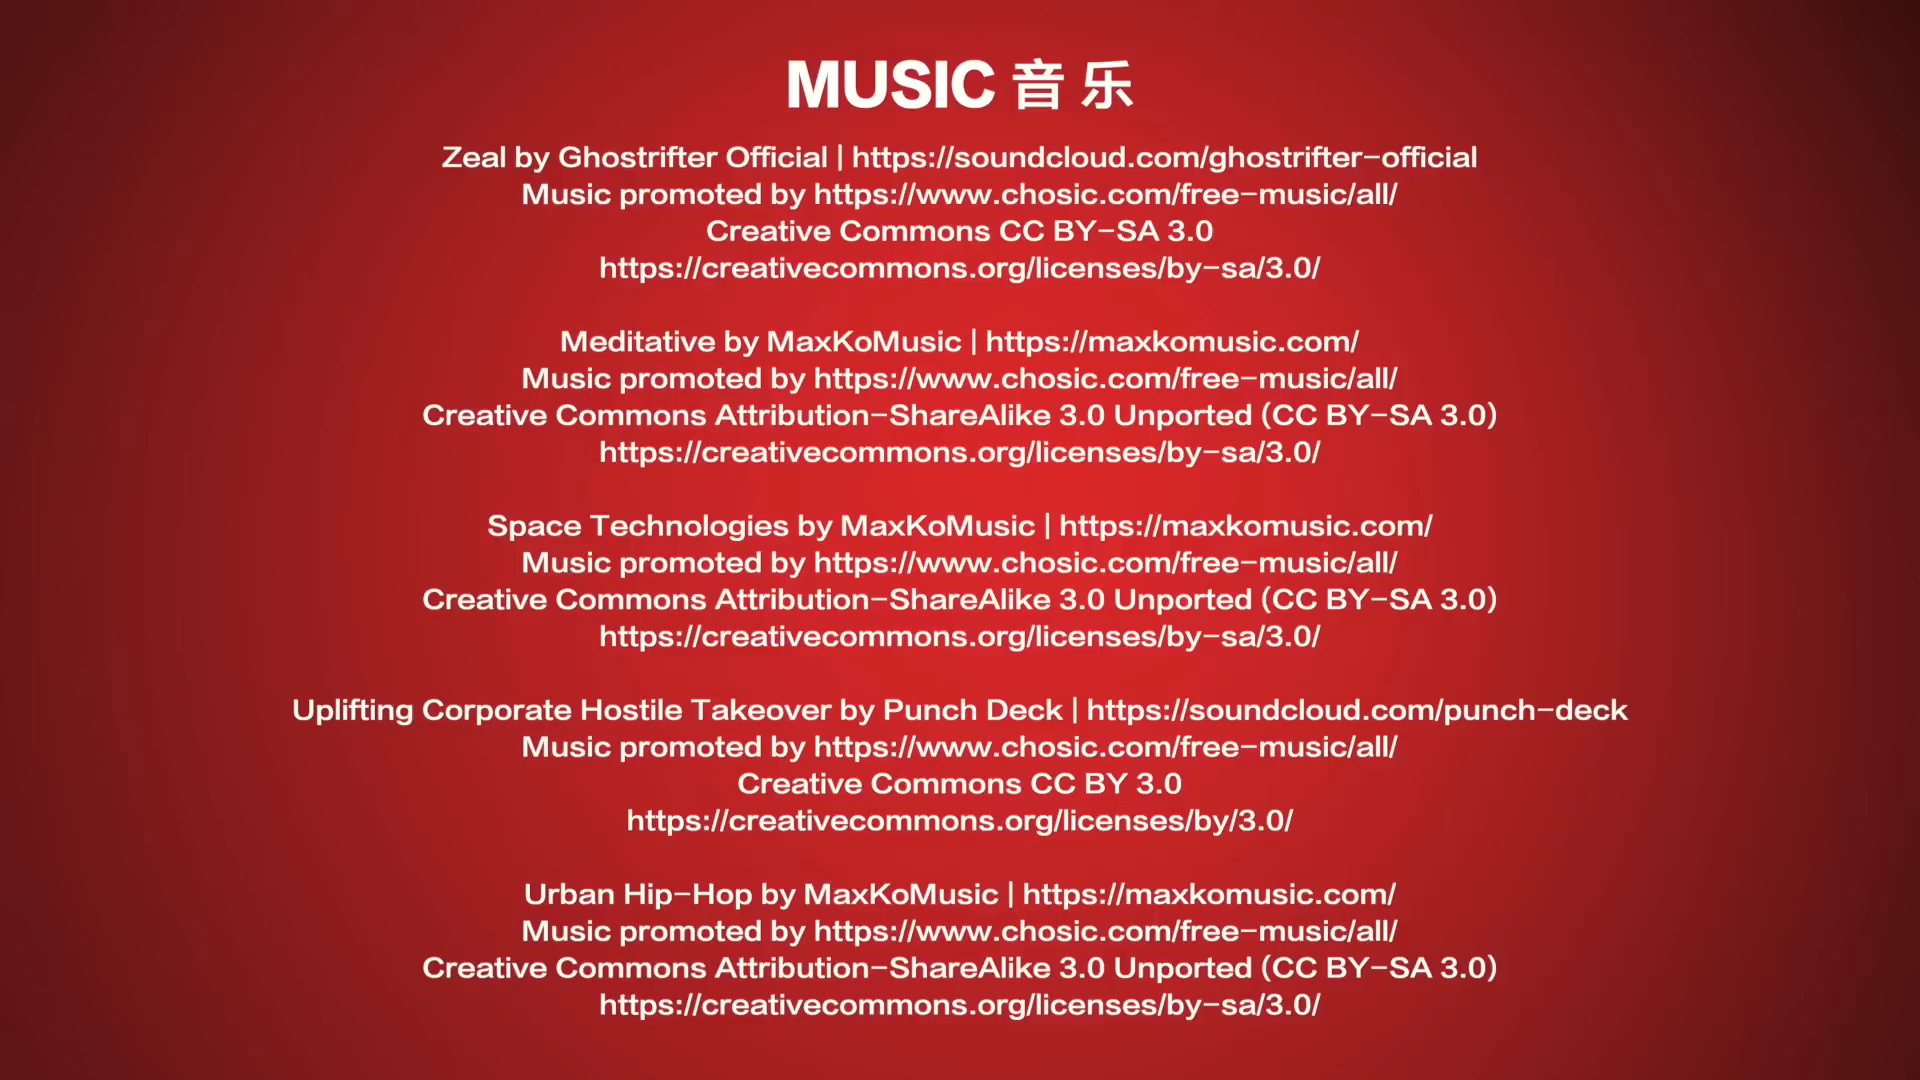 MUSIC 音乐
Zeal by Ghostrifter Official | https://soundcloud.com/ghostrifter-official
Music promoted by https://www.chosic.com/free-music/all/
Creative Commons CC BY-SA 3.0
https://creativecommons.org/licenses/by-sa/3.0/
Meditative by MaxKoMusic | https://maxkomusic.com/
Music promoted by https://www.chosic.com/free-music/all/
Creative Commons Attribution-ShareAlike 3.0 Unported (CC BY-SA 3.0)
https://creativecommons.org/licenses/by-sa/3.0/
Space Technologies by MaxKoMusic | https://maxkomusic.com/
Music promoted by https://www.chosic.com/free-music/all/
Creative Commons Attribution-ShareAlike 3.0 Unported (CC BY-SA 3.0)
https://creativecommons.org/licenses/by-sa/3.0/
Uplifting Corporate Hostile Takeover by Punch Deck | https://soundcloud.com/punch-deck
Music promoted by https://www.chosic.com/free-music/all/
Creative Commons CC BY 3.0
https://creativecommons.org/licenses/by/3.0/
Urban Hip-Hop by MaxKoMusic | https://maxkomusic.com/
Music promoted by https://www.chosic.com/free-music/all/
Creative Commons Attribution-ShareAlike 3.0 Unported (CC BY-SA 3.0)
https://creativecommons.org/licenses/by-sa/3.0/